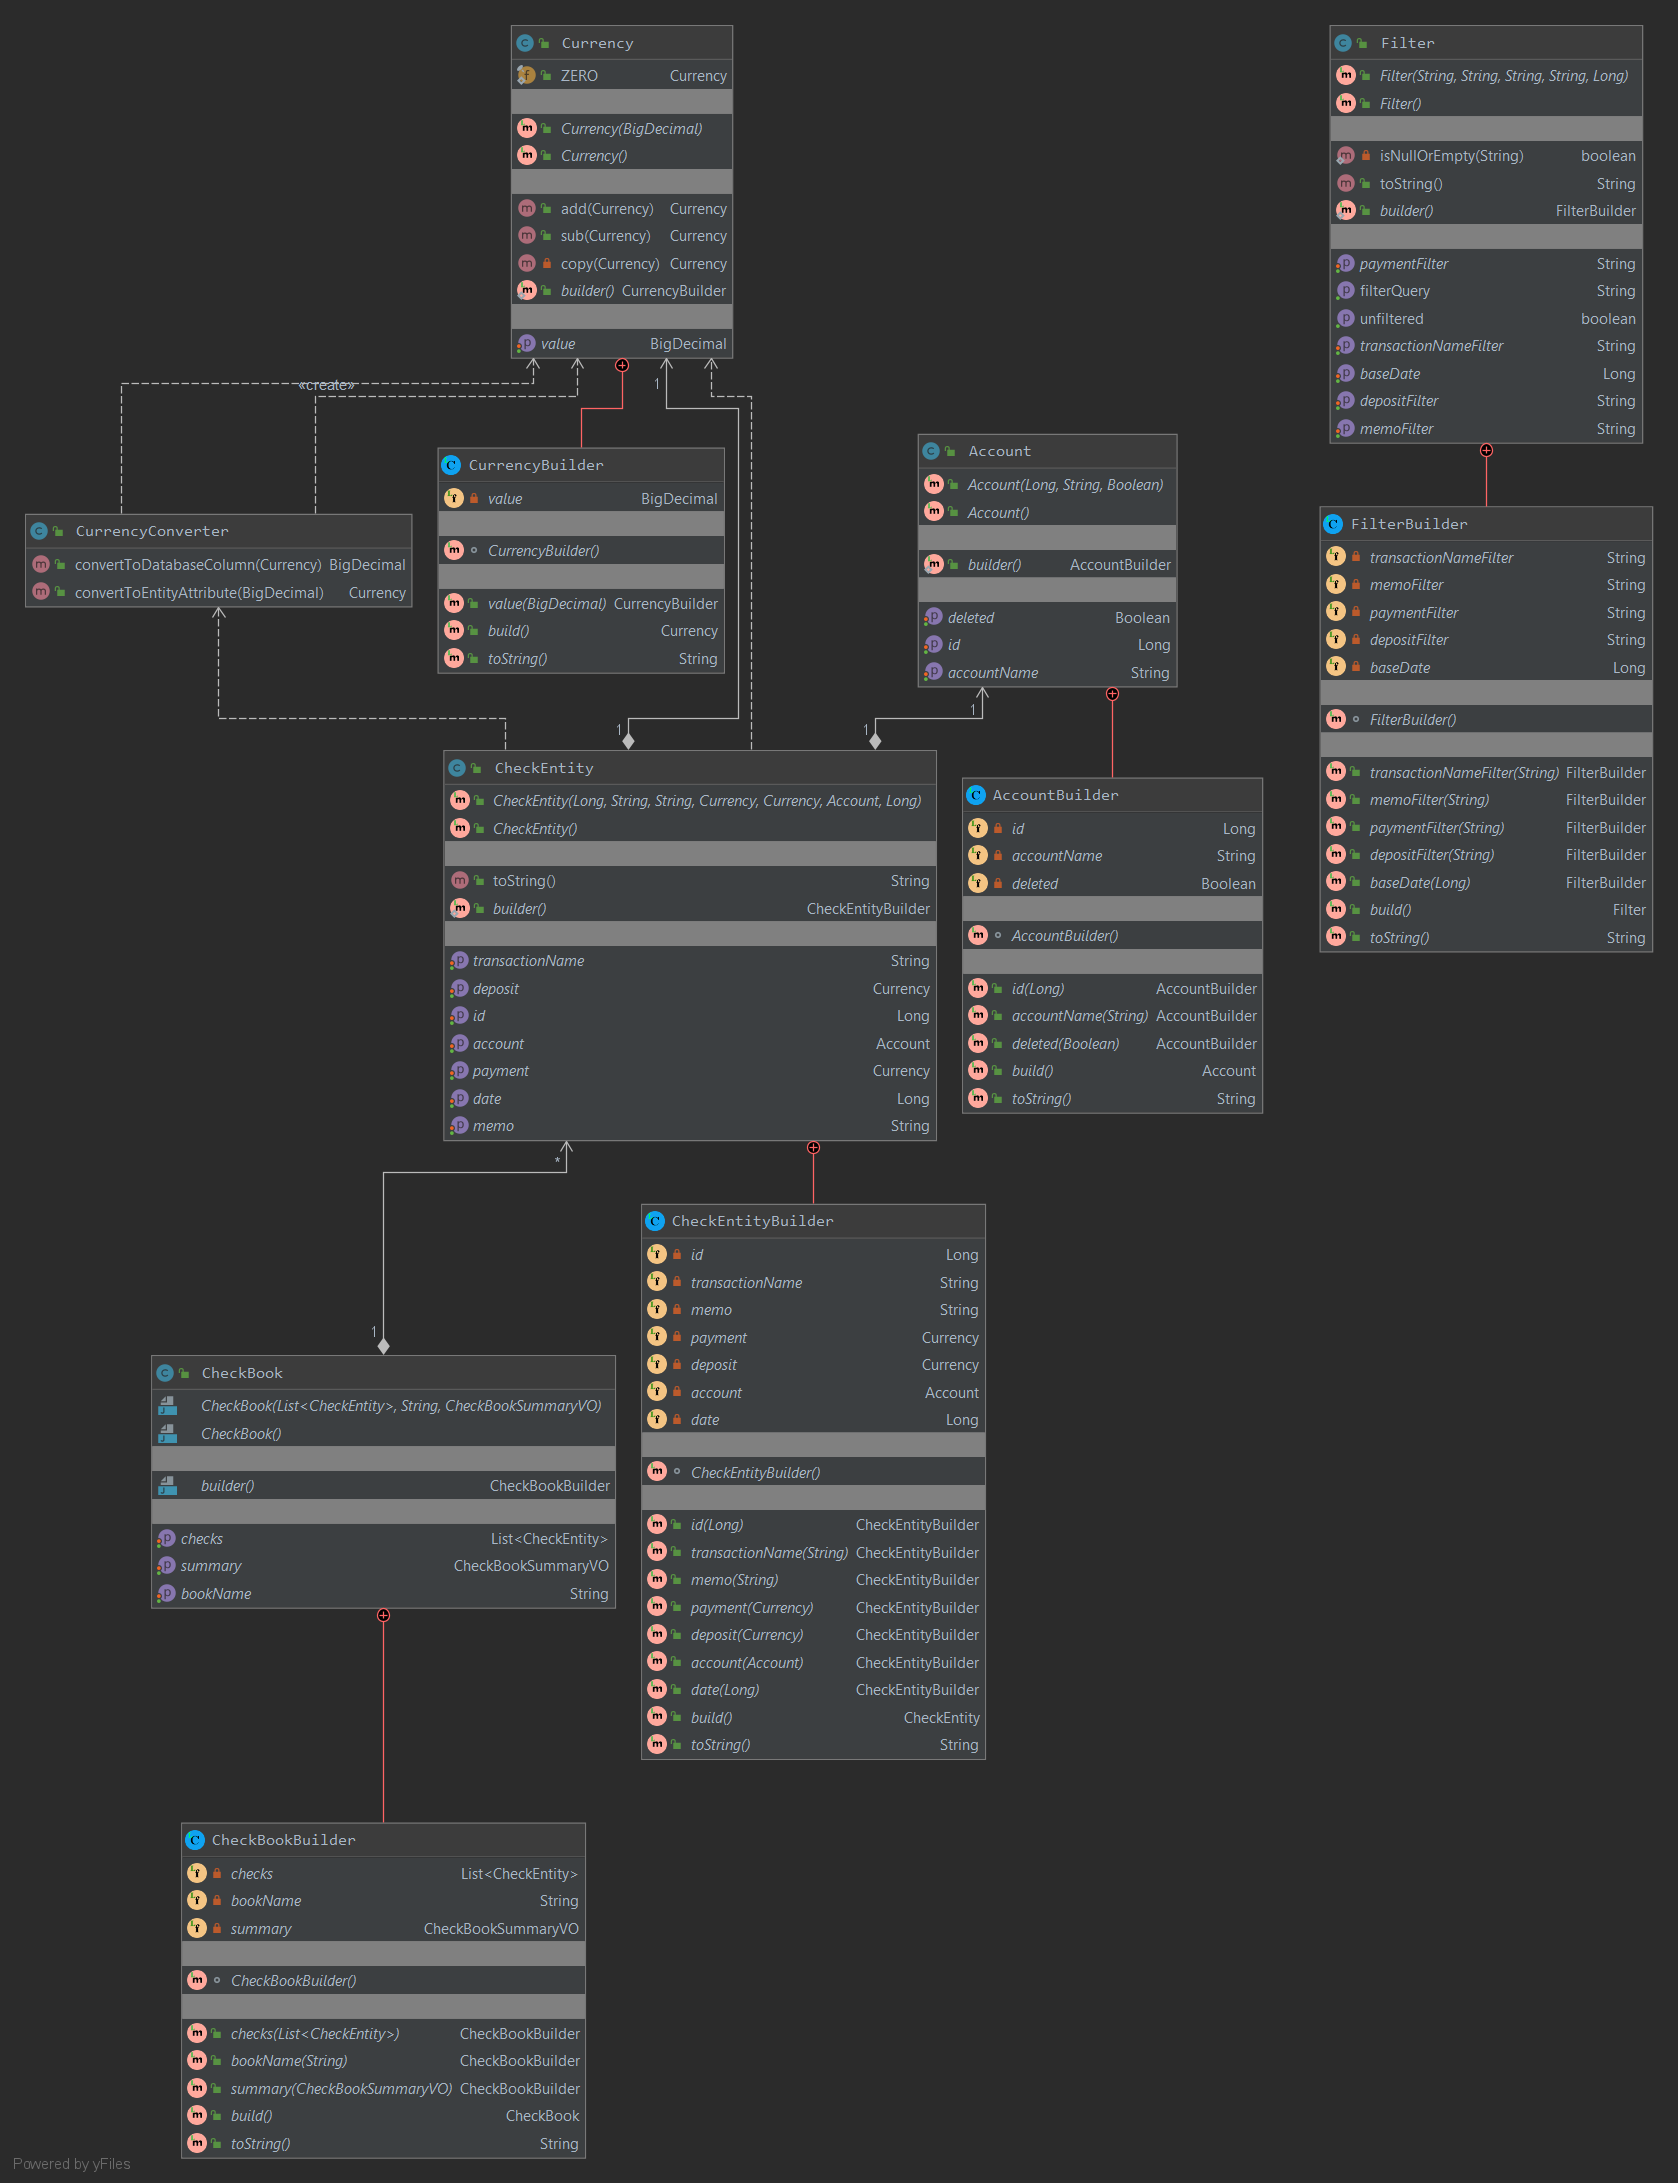 Currency
ZERO Currency
Currency(BigDecimal)
Currency()
add(Currency) Currency
sub(Currency) Currency
copy(Currency) Currency
builder() CurrencyBuilder
value BigDecimal
Filter
Filter(String, String, String, String, Long)
Filter()
isNullOrEmpty(String) boolean
toString() String
builder() FilterBuilder
paymentFilter String
filterQuery String
unfiltered boolean
transactionNameFilter String
baseDate Long
depositFilter String
memoFilter String
«create»
1
CurrencyBuilder
value BigDecimal
CurrencyBuilder()
value(BigDecimal) CurrencyBuilder
build() Currency
toString() String
Account
Account(Long, String, Boolean)
Account()
builder() AccountBuilder
deleted Boolean
id Long
accountName String
CurrencyConverter
convertToDatabaseColumn(Currency) BigDecimal
convertToEntityAttribute(BigDecimal) Currency
FilterBuilder
transactionNameFilter String
memoFilter String
paymentFilter String
depositFilter String
baseDate Long
FilterBuilder()
transactionNameFilter(String) FilterBuilder
memoFilter(String) FilterBuilder
paymentFilter(String) FilterBuilder
depositFilter(String) FilterBuilder
baseDate(Long) FilterBuilder
build() Filter
toString() String
1
1
1
CheckEntity
CheckEntity(Long, String, String, Currency, Currency, Account, Long)
CheckEntity()
toString() String
builder() CheckEntityBuilder
transactionName String
deposit Currency
id Long
account Account
payment Currency
date Long
memo String
AccountBuilder
id Long
accountName String
deleted Boolean
AccountBuilder()
id(Long) AccountBuilder
accountName(String) AccountBuilder
deleted(Boolean) AccountBuilder
build() Account
toString() String
*
1
CheckEntityBuilder
id Long
transactionName String
memo String
payment Currency
deposit Currency
account Account
date Long
CheckEntityBuilder()
id(Long) CheckEntityBuilder
transactionName(String) CheckEntityBuilder
memo(String) CheckEntityBuilder
payment(Currency) CheckEntityBuilder
deposit(Currency) CheckEntityBuilder
account(Account) CheckEntityBuilder
date(Long) CheckEntityBuilder
build() CheckEntity
toString() String
CheckBook
CheckBook(List<CheckEntity>, String, CheckBookSummaryVO)
CheckBook()
builder() CheckBookBuilder
checks List<CheckEntity>
summary CheckBookSummaryVO
bookName String
CheckBookBuilder
checks List<CheckEntity>
bookName String
summary CheckBookSummaryVO
CheckBookBuilder()
checks(List<CheckEntity>) CheckBookBuilder
bookName(String) CheckBookBuilder
summary(CheckBookSummaryVO) CheckBookBuilder
build() CheckBook
toString() String
Powered by yFiles